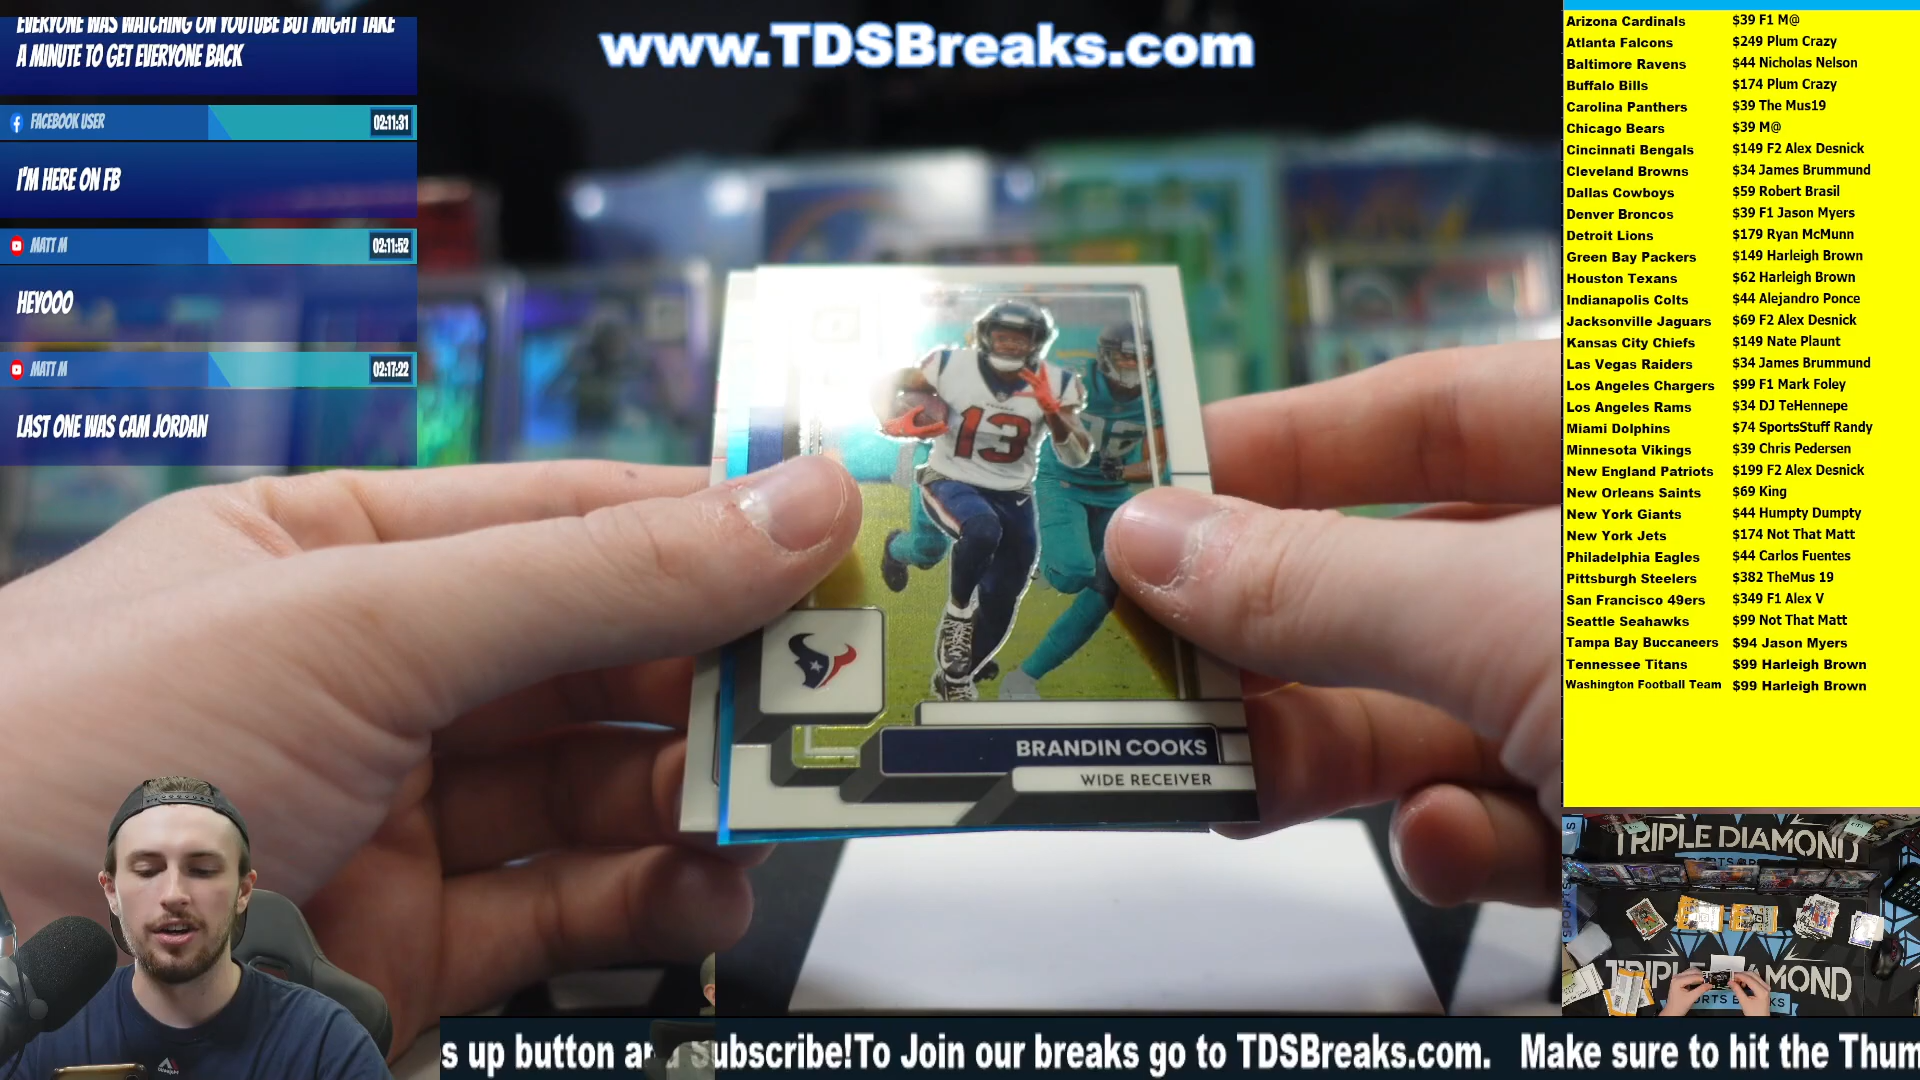 EVERYONE WAS WATCHING ON YOUTUBE BUT MIGHT TAKE
A MINUTE TO GET EVERYONE BACK
FACEBOOK USER
02:11:31
I'M HERE ON FB
MATT M
02:11:52
HEYOOO
MATT M
02:17:22
LAST ONE WAS CAM JORDAN
www.TDSBreaks.com
13
BRANDIN COOKS
WIDE RECEIVER
Arizona Cardinals $39 F1 M@
Atlanta Falcons $249 Plum Crazy
Baltimore Ravens $44 Nicholas Nelson
Buffalo Bills $174 Plum Crazy
Carolina Panthers $39 The Mus19
Chicago Bears $39 M@
Cincinnati Bengals $149 F2 Alex Desnick
Cleveland Browns $34 James Brummund
Dallas Cowboys $59 Robert Brasil
Denver Broncos $39 F1 Jason Myers
Detroit Lions $179 Ryan McMunn
Green Bay Packers $149 Harleigh Brown
Houston Texans $62 Harleigh Brown
Indianapolis Colts $44 Alejandro Ponce
Jacksonville Jaguars $69 F2 Alex Desnick
Kansas City Chiefs $149 Nate Plaunt
Las Vegas Raiders $34 James Brummund
Los Angeles Chargers $99 F1 Mark Foley
Los Angeles Rams $34 DJ TeHennepe
Miami Dolphins $74 SportsStuff Randy
Minnesota Vikings $39 Chris Pedersen
New England Patriots $199 F2 Alex Desnick
New Orleans Saints $69 King
New York Giants $44 Humpty Dumpty
New York Jets $174 Not That Matt
Philadelphia Eagles $44 Carlos Fuentes
Pittsburgh Steelers $382 TheMus 19
San Francisco 49ers $349 F1 Alex V
Seattle Seahawks $99 Not That Matt
Tampa Bay Buccaneers $94 Jason Myers
Tennessee Titans $99 Harleigh Brown
Washington Football Team $99 Harleigh Brown
TRIPLE DIAMOND
s up button and Subscribe!To Join our breaks go to TDSBreaks.com. Make sure to hit the Thum